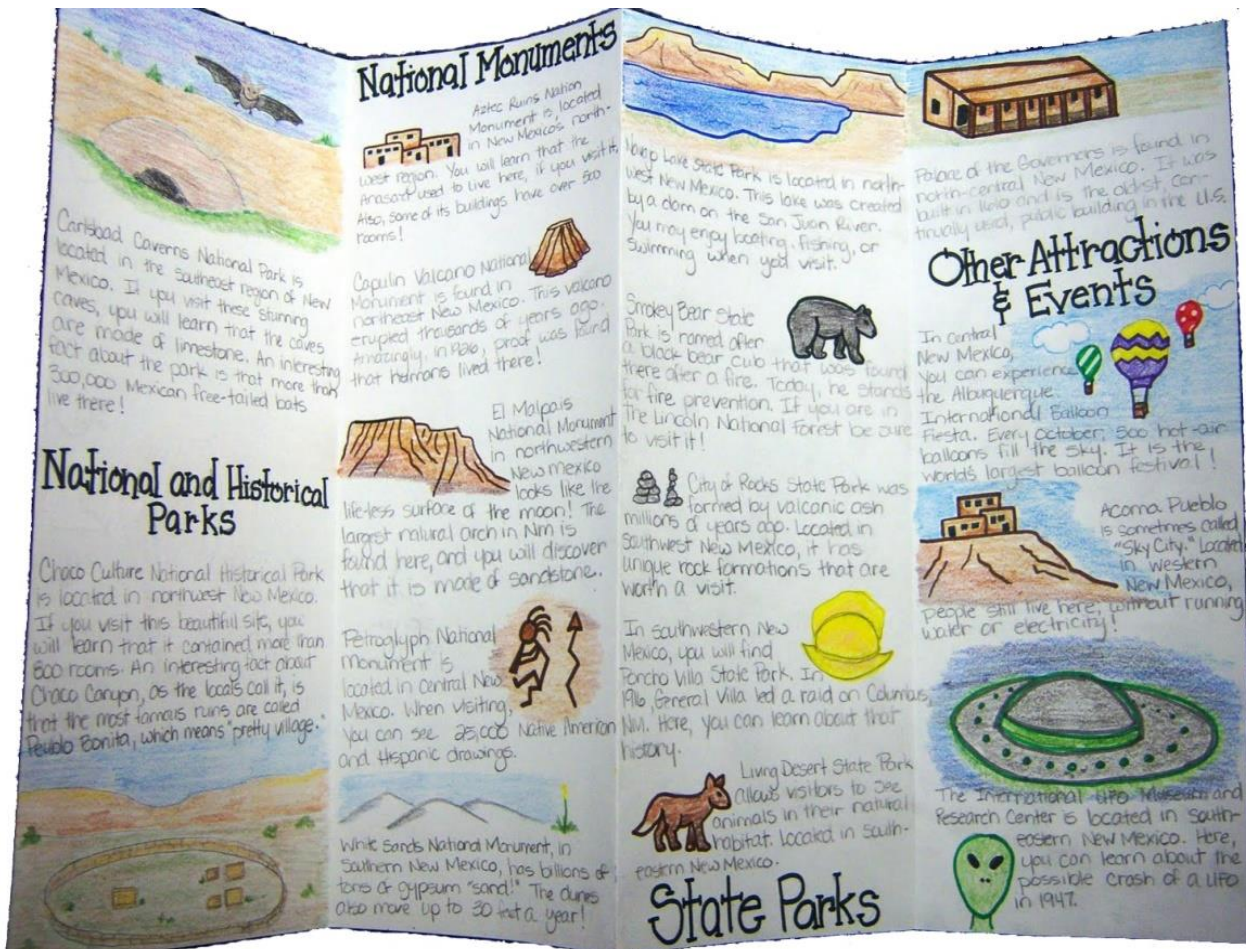 Carlsbad Caverns National Park is
located in the southeast region of New
Mexico. If you visit these stunning
caves, you will learn that the caves
are made of limestone. An interesting
fact about the park is that more than
300,000 Mexican free-tailed bats
live there!
National and Historical
Parks
Chaco Culture National Historical Park
is located in northwest New Mexico.
If you visit this beautiful site, you
will learn that it contained more than
600 rooms. An interesting fact about
Chaco Canyon, as the locals call it, is
that the most famous ruins are called
Peublo Bonita, which means "pretty village."
National Monuments
Aztec Ruins Nation
Monument is, located
in New Mexico's north-
west region. You will learn that the
Anasazi used to live here, if you visit it.
Also, some of its buildings have over 500
rooms!
Capulin Valcano National
Monument is found in
northeast New Mexico. This valcano
erupted thousands of years ago.
Amazingly, in 1926, proof was found
that humans lived there!
El Malpais
National Monument
in northwestern
New Mexico
looks like the
life-less surface of the moon! The
largest natural arch in NM is
found here, and you will discover
that it is made of sandstone.
Petroglyph National
monument is
located in Central New
Mexico. When visiting,
you can see 25,000 Native American
and Hispanic drawings.
White Sands National Monument, in
Southern New Mexico, has billions of
tons of gypsum "sand!" The dunes
also move up to 30 feet a year!
Navajo Lake State Park is located in north-
west New Mexico. This lake was created
by a dam on the San Juan River.
You may enjoy boating, fishing, or
swimming when you visit.
Smokey Bear State
Park is named after
a black bear cub that was found
there after a fire. Today, he stands
for fire prevention. If you are in
the Lincoln National Forest be sure
to visit it!
City of Rocks State Park was
formed by valcanic ash
millions of years ago. Located in
southwest New Mexico, it has
unique rock formations that are
worth a visit.
In southwestern New
Mexico, you will find
Poncho Villa State Park. In
1916, General Villa led a raid on Columbus,
NM. Here, you can learn about that
history.
Living Desert State Park
allows visitors to see
animals in their natural
habitat. Located in south-
eastern New Mexico.
State Parks
Palace of the Governors is found in
north-central New Mexico. It was
built in 1610 and is the oldest, con-
tinually used, public building in the U.S.
Other Attractions
& Events
In central
New Mexico,
you can experience
the Albuquerque
International Balloon
Fiesta. Every October, 500 hot-air
balloons fill the sky. It is the
world's largest balloon festival!
Acoma Pueblo
is sometimes called
"Sky City." Located
in western
New Mexico,
people still live here, without running
water or electricity!
The International UFO Museum and
Research Center is located in south-
eastern New Mexico. Here,
you can learn about the
possible crash of a UFO
in 1947.